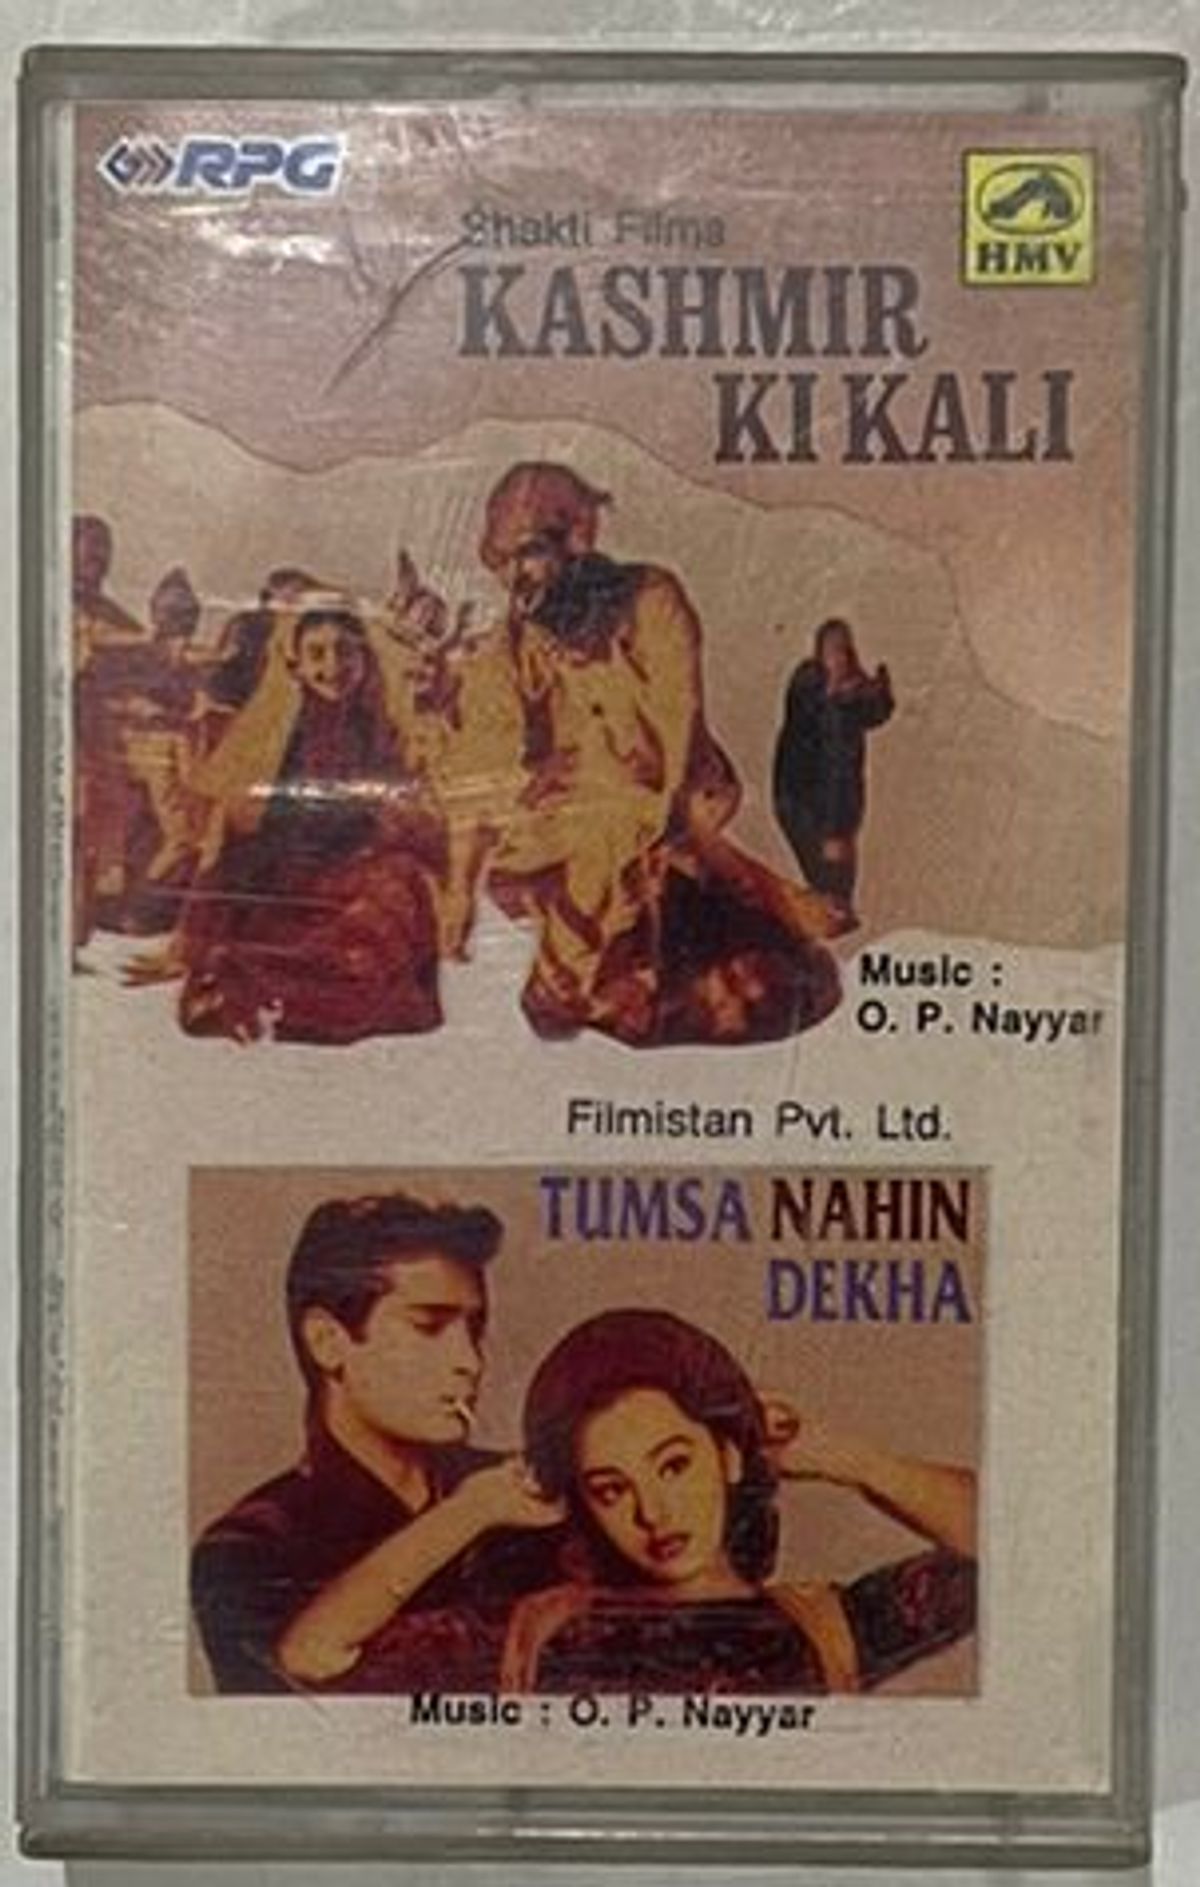 RPG
HMV
Shakti Films
KASHMIR
KI KALI
Music :
O. P. Nayyar
Filmistan Pvt. Ltd.
TUMSA NAHIN
DEKHA
Music : O. P. Nayyar